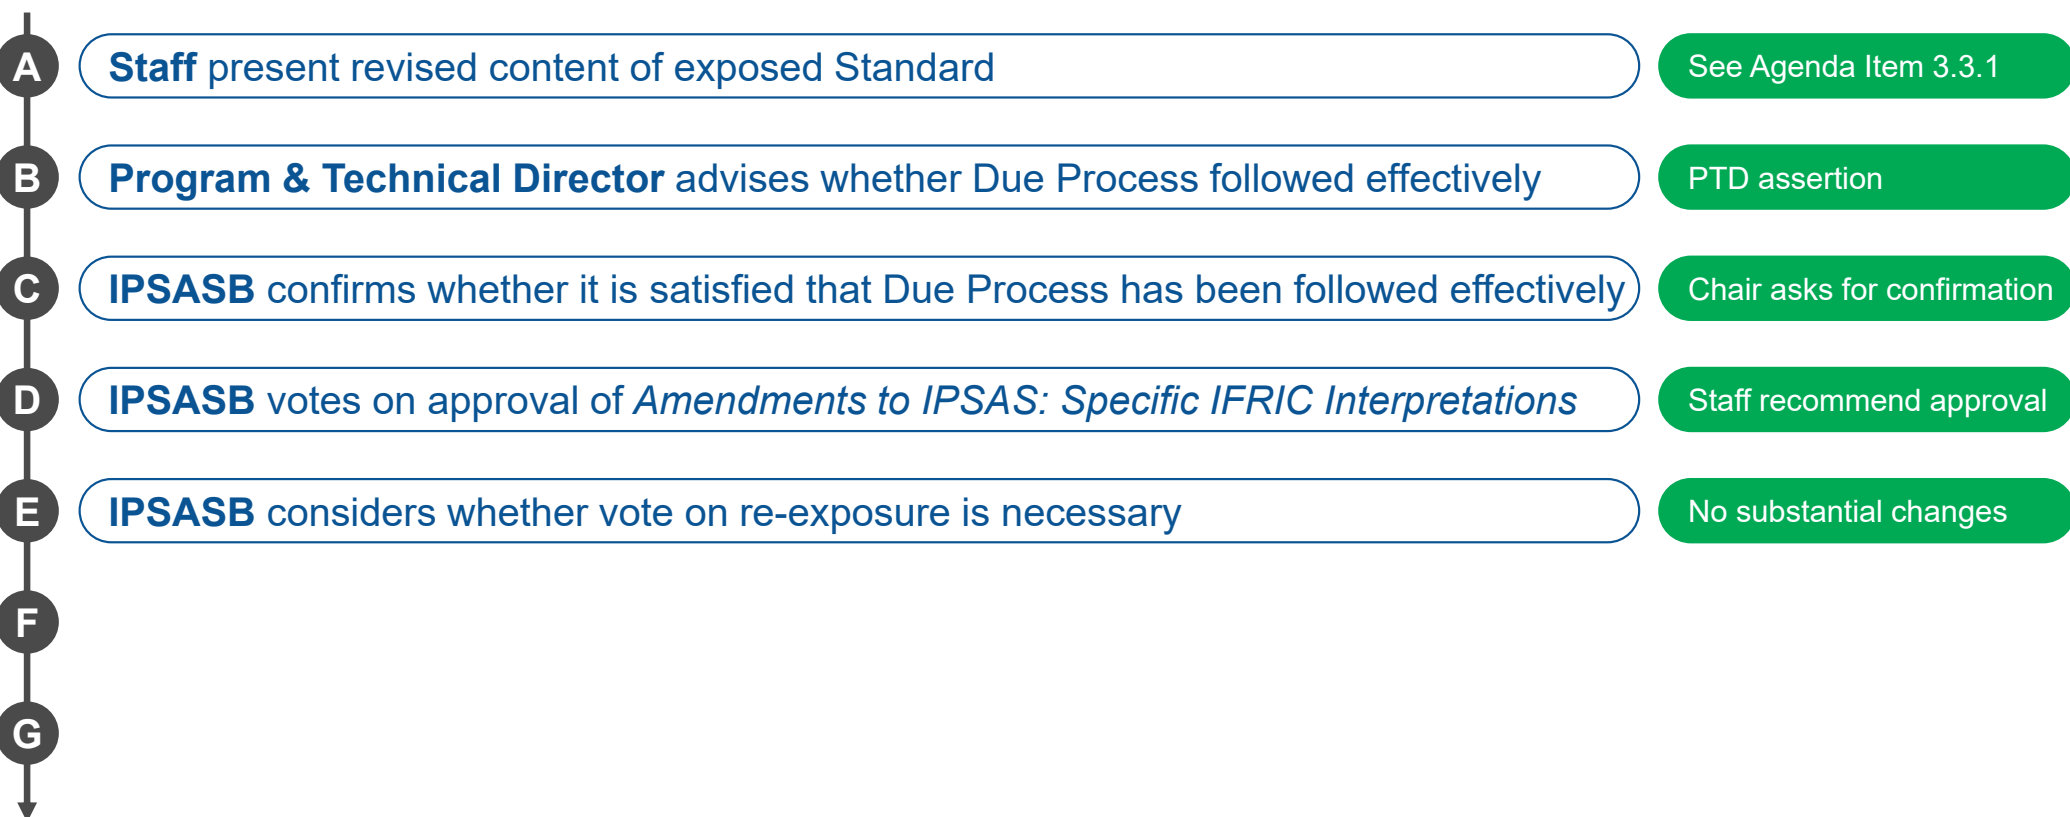 A Staff present revised content of exposed Standard See Agenda Item 3.3.1
B Program & Technical Director advises whether Due Process followed effectively PTD assertion
C IPSASB confirms whether it is satisfied that Due Process has been followed effectively Chair asks for confirmation
D IPSASB votes on approval of Amendments to IPSAS: Specific IFRIC Interpretations Staff recommend approval
E IPSASB considers whether vote on re-exposure is necessary No substantial changes
F
G